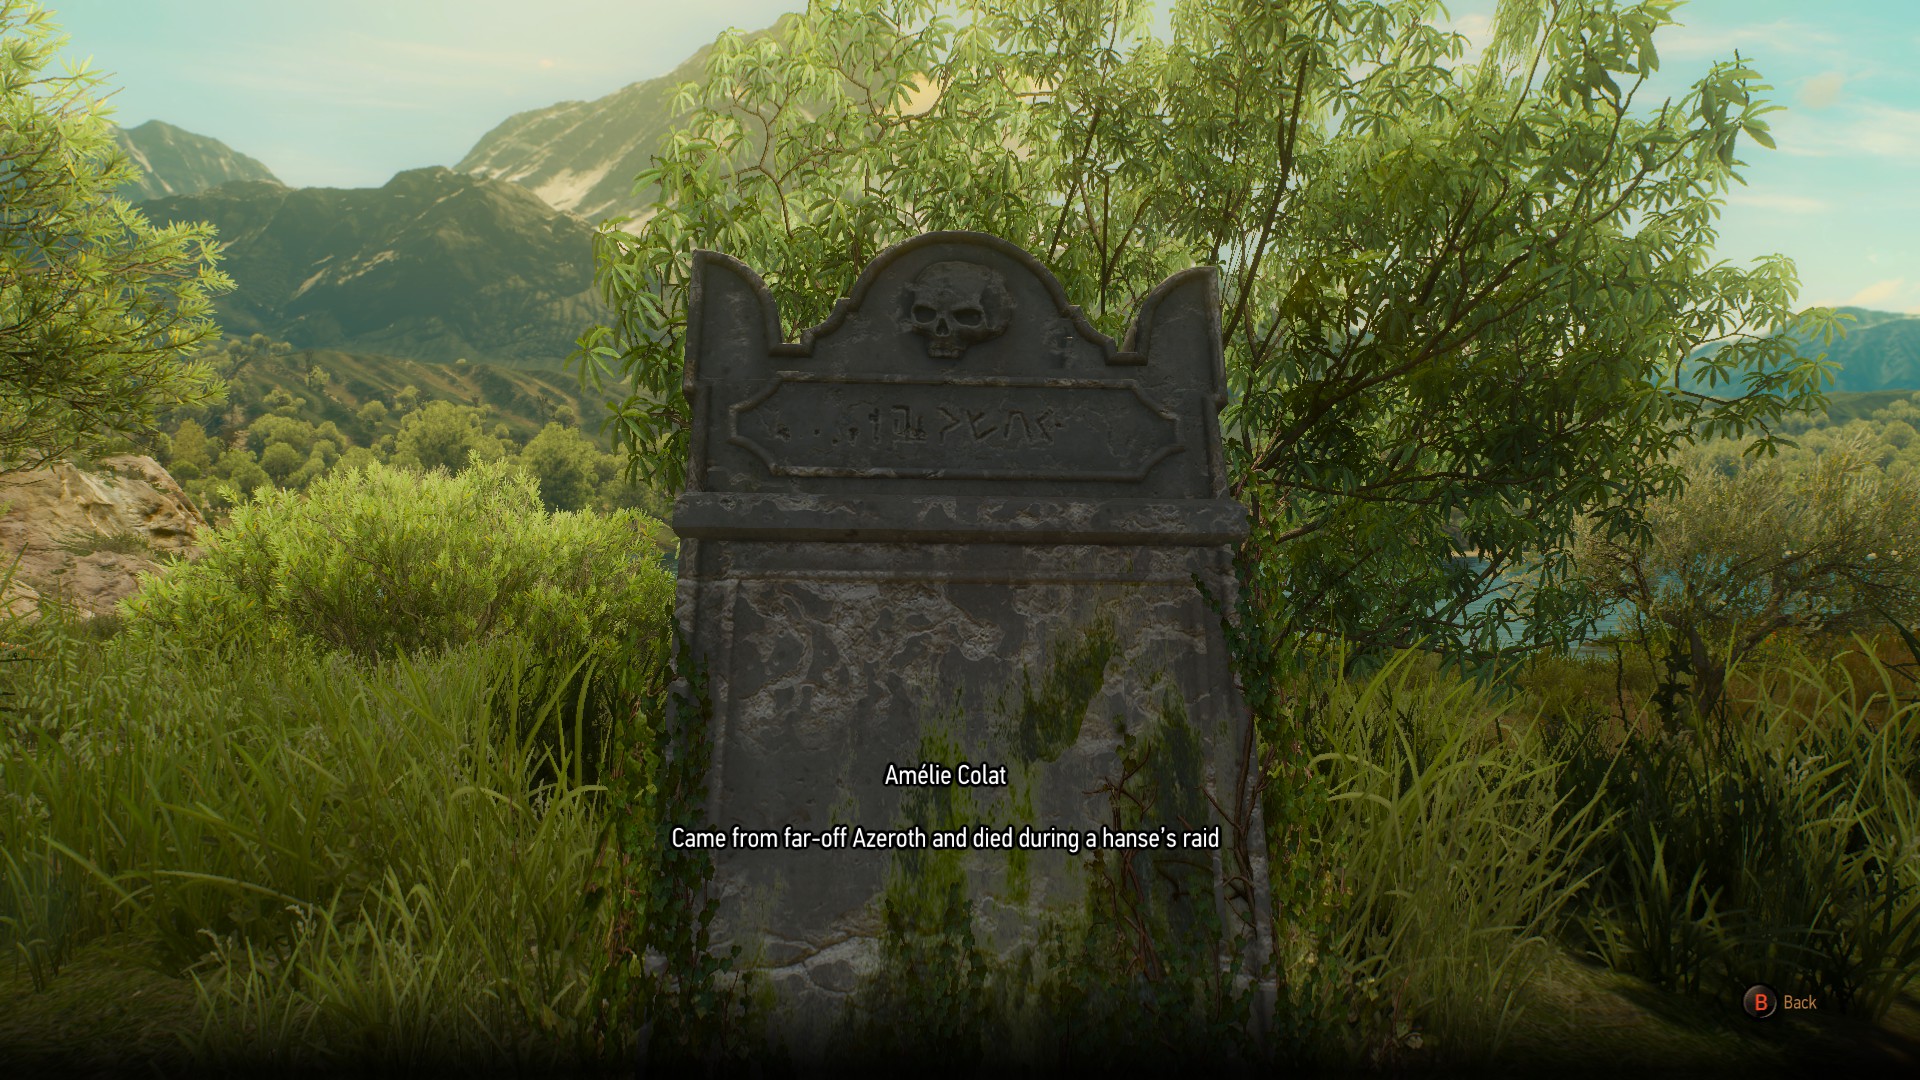 Amélie Colat
Came from far-off Azeroth and died during a hanse's raid
B Back